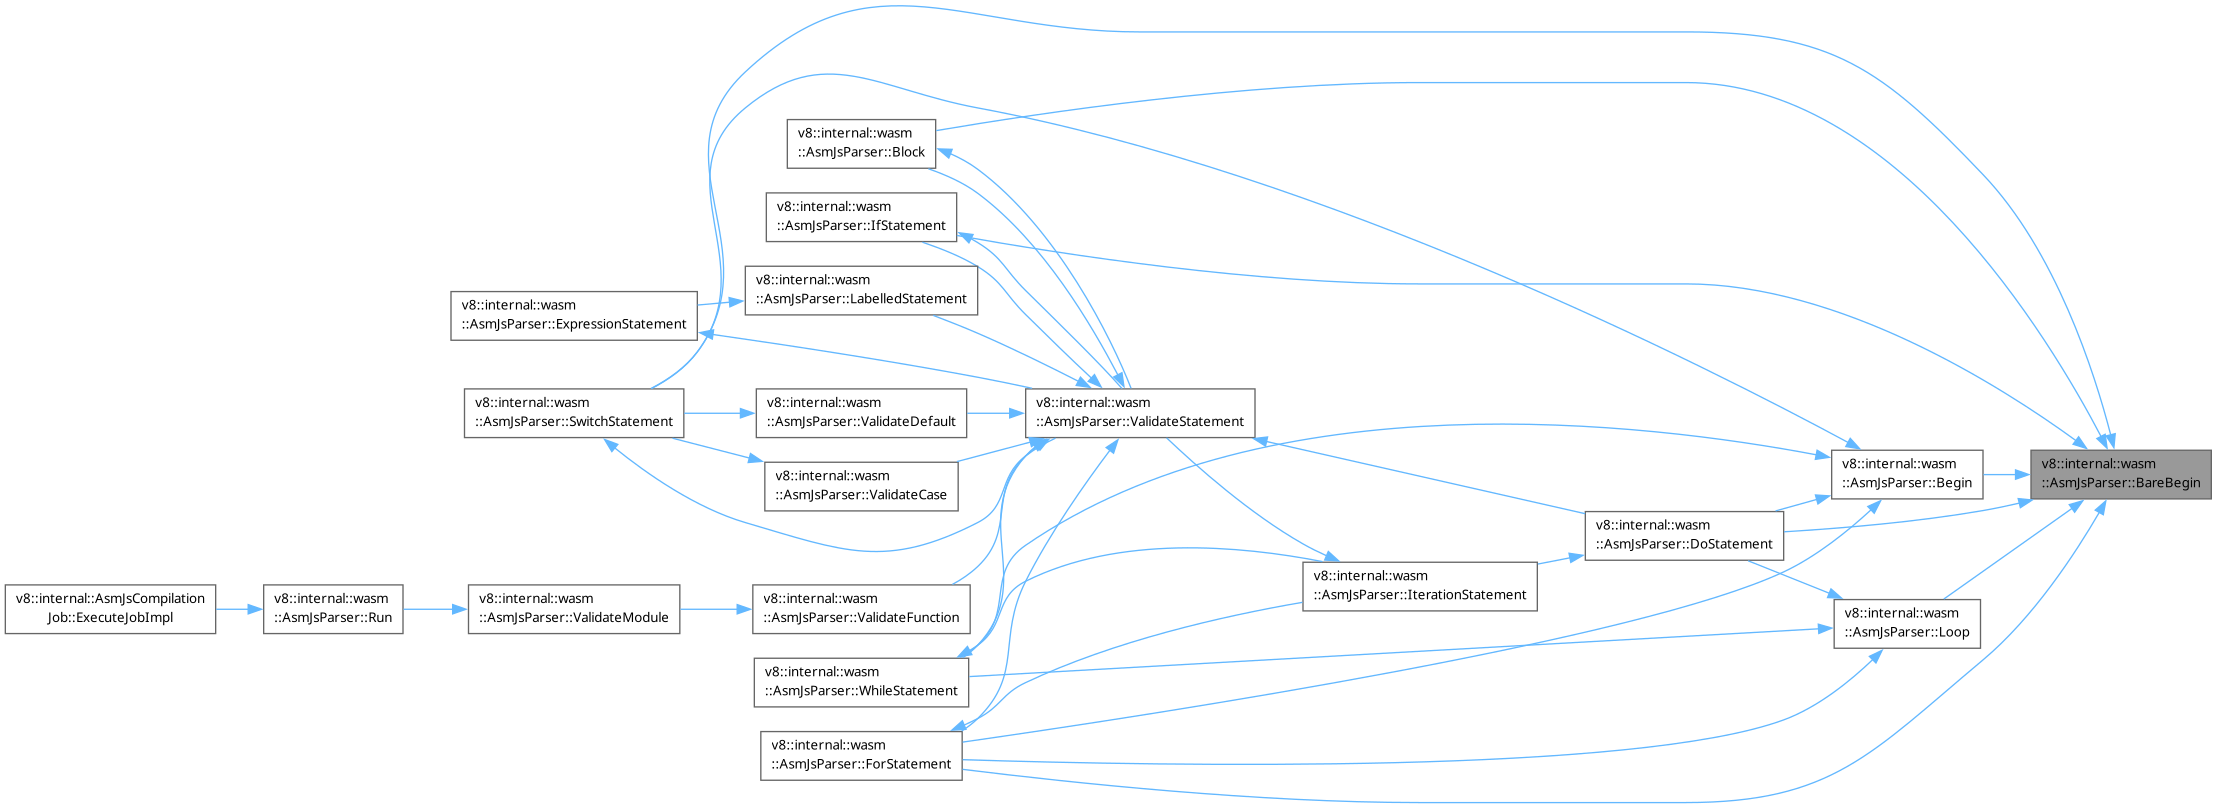 v8::internal::wasm
::AsmJsParser::Block
v8::internal::wasm
::AsmJsParser::IfStatement
v8::internal::wasm
::AsmJsParser::LabelledStatement
v8::internal::wasm
::AsmJsParser::ExpressionStatement
v8::internal::wasm
::AsmJsParser::SwitchStatement
v8::internal::wasm
::AsmJsParser::ValidateDefault
v8::internal::wasm
::AsmJsParser::ValidateStatement
v8::internal::wasm
::AsmJsParser::ValidateCase
v8::internal::wasm
::AsmJsParser::Begin
v8::internal::wasm
::AsmJsParser::BareBegin
v8::internal::wasm
::AsmJsParser::DoStatement
v8::internal::wasm
::AsmJsParser::IterationStatement
v8::internal::AsmJsCompilation
Job::ExecuteJobImpl
v8::internal::wasm
::AsmJsParser::Run
v8::internal::wasm
::AsmJsParser::ValidateModule
v8::internal::wasm
::AsmJsParser::ValidateFunction
v8::internal::wasm
::AsmJsParser::Loop
v8::internal::wasm
::AsmJsParser::WhileStatement
v8::internal::wasm
::AsmJsParser::ForStatement